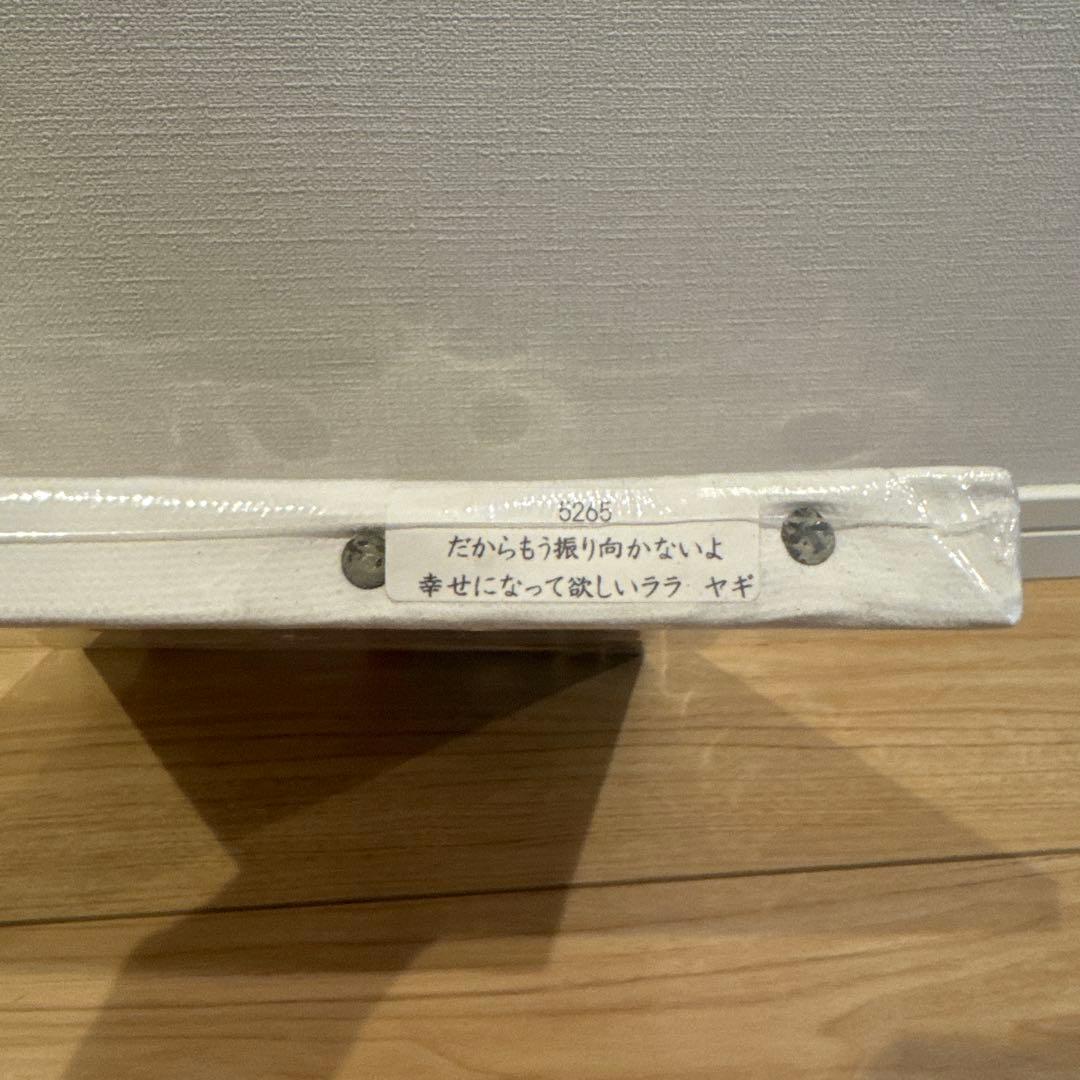 5265
だからもう振り向かないよ
幸せになって欲しいララ ヤギ